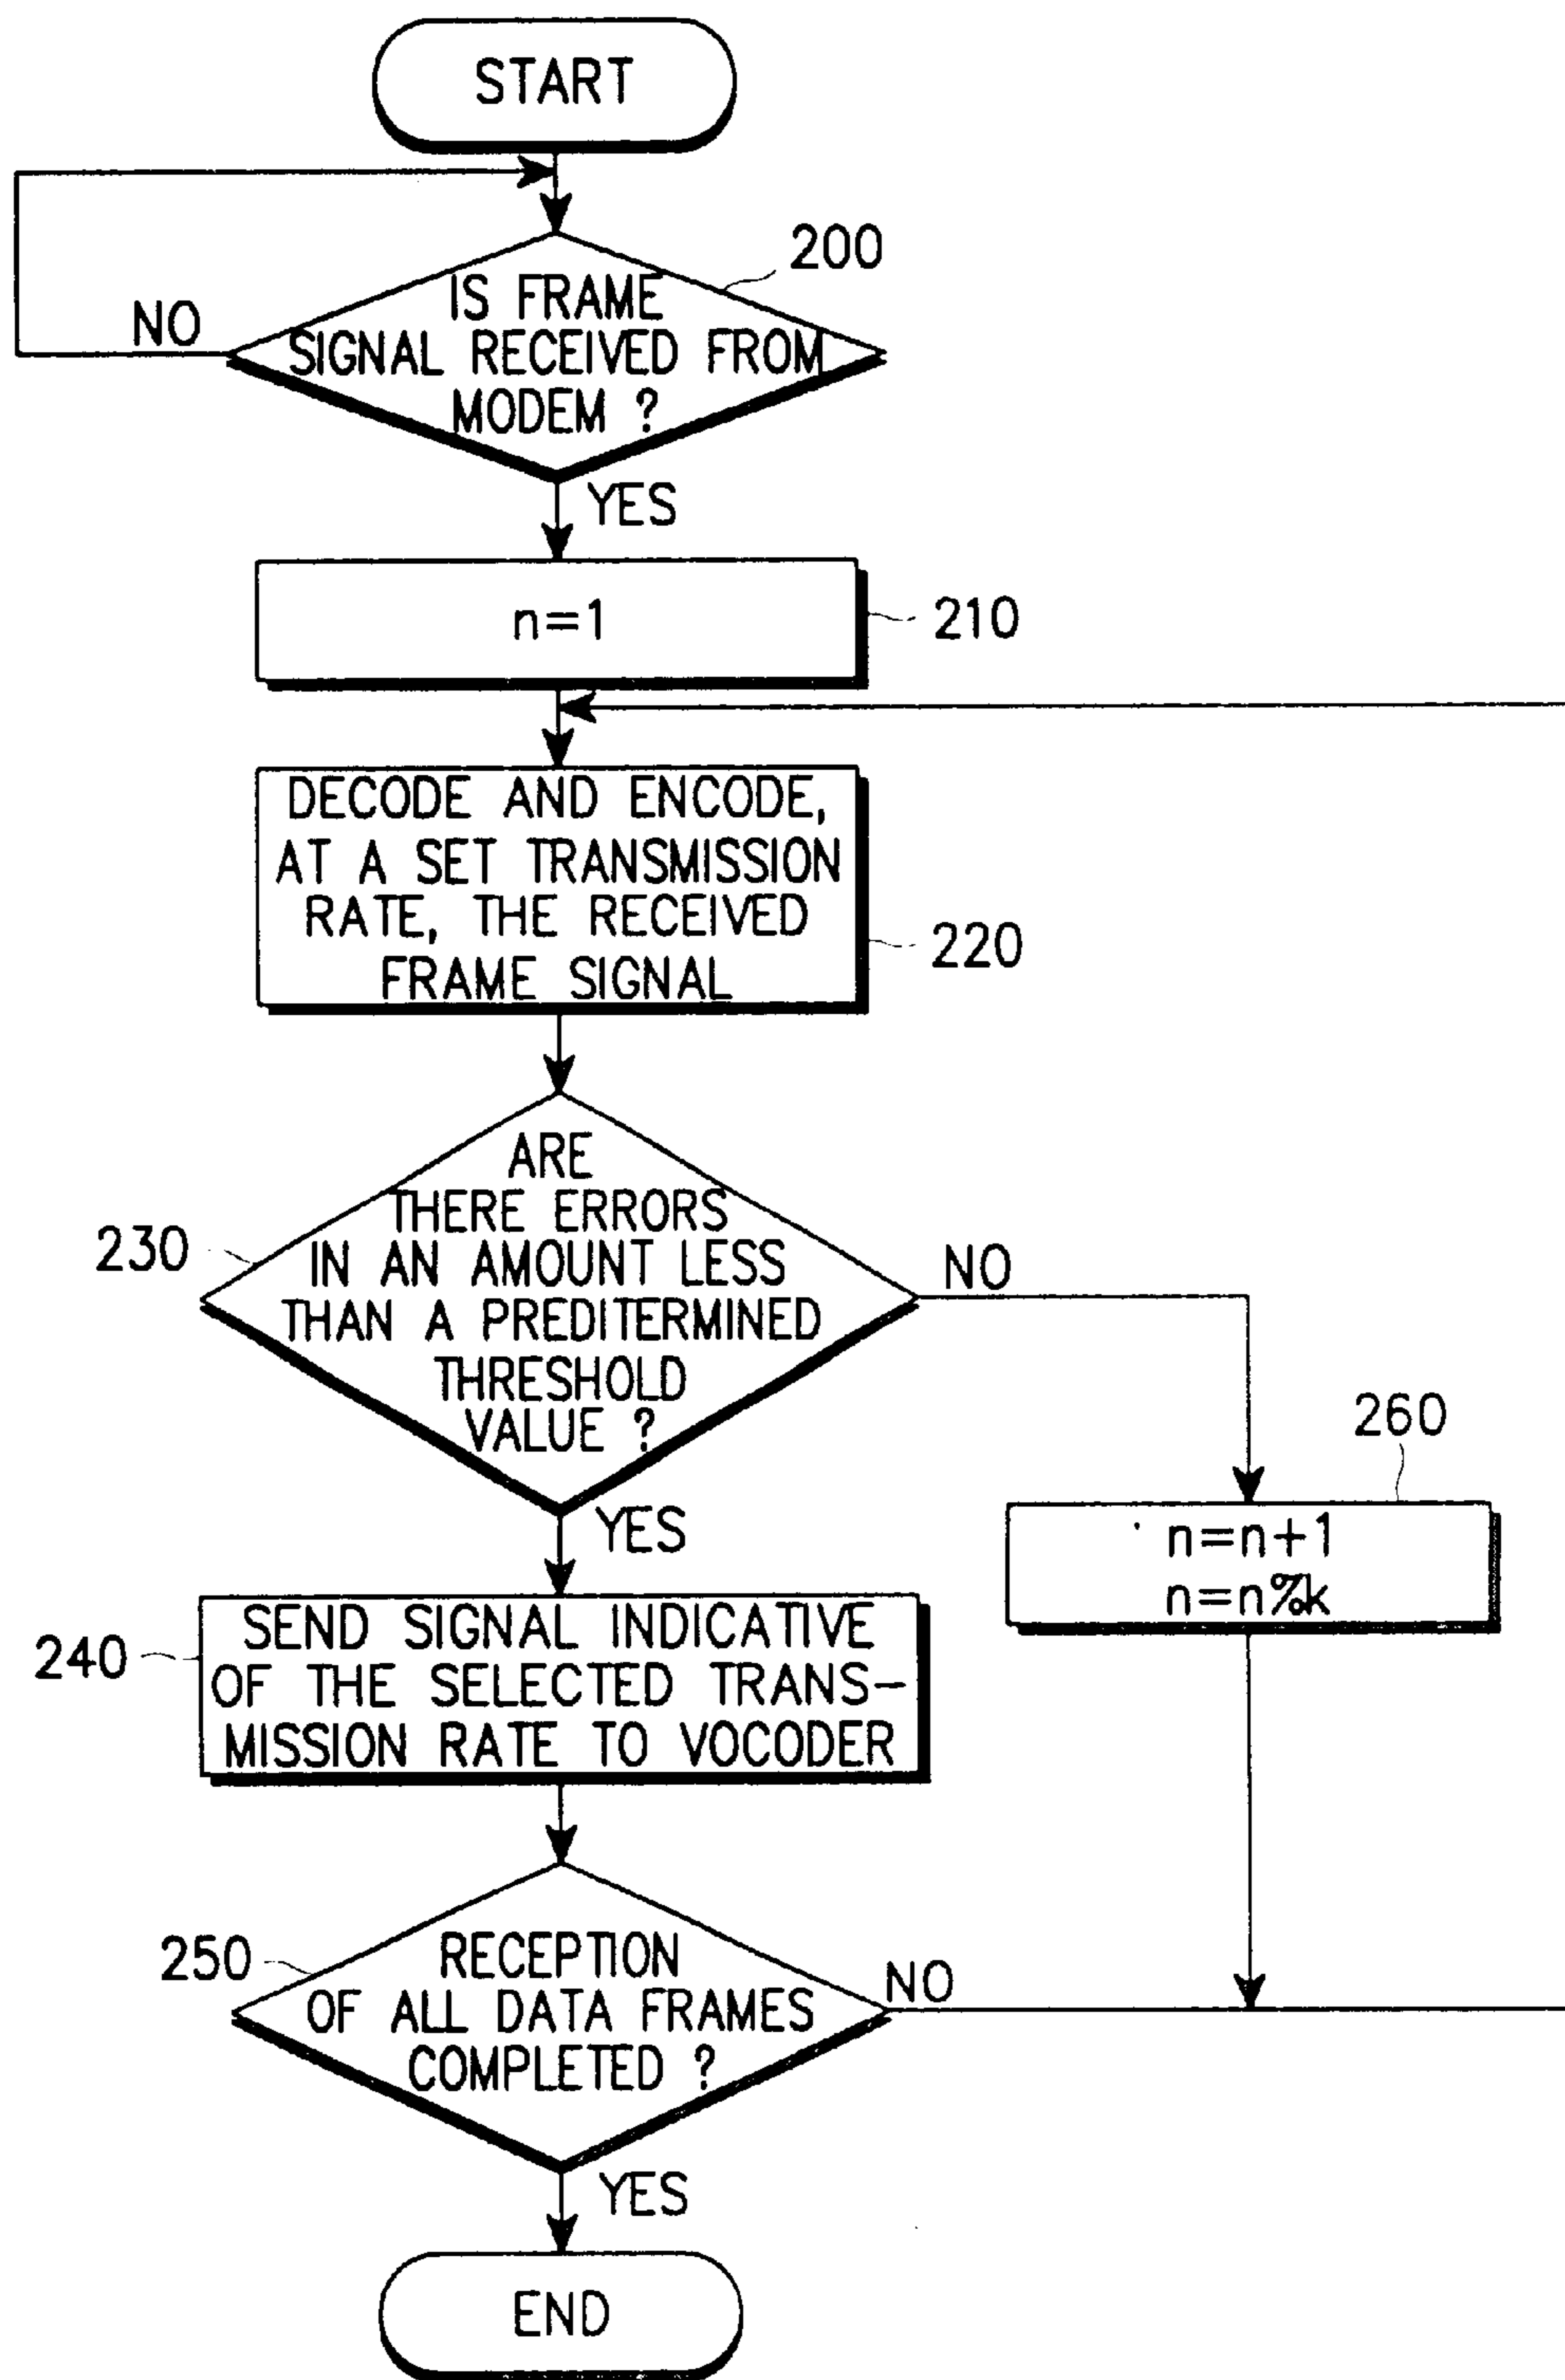 START
200
IS FRAME
SIGNAL RECEIVED FROM
MODEM ?
NO
YES
n=1
210
DECODE AND ENCODE,
AT A SET TRANSMISSION
RATE, THE RECEIVED
FRAME SIGNAL
220
230
ARE
THERE ERRORS
IN AN AMOUNT LESS
THAN A PREDITERMINED
THRESHOLD
VALUE ?
NO
YES
260
n=n+1
n=n%k
240
SEND SIGNAL INDICATIVE
OF THE SELECTED TRANS-
MISSION RATE TO VOCODER
250
RECEPTION
OF ALL DATA FRAMES
COMPLETED ?
NO
YES
END